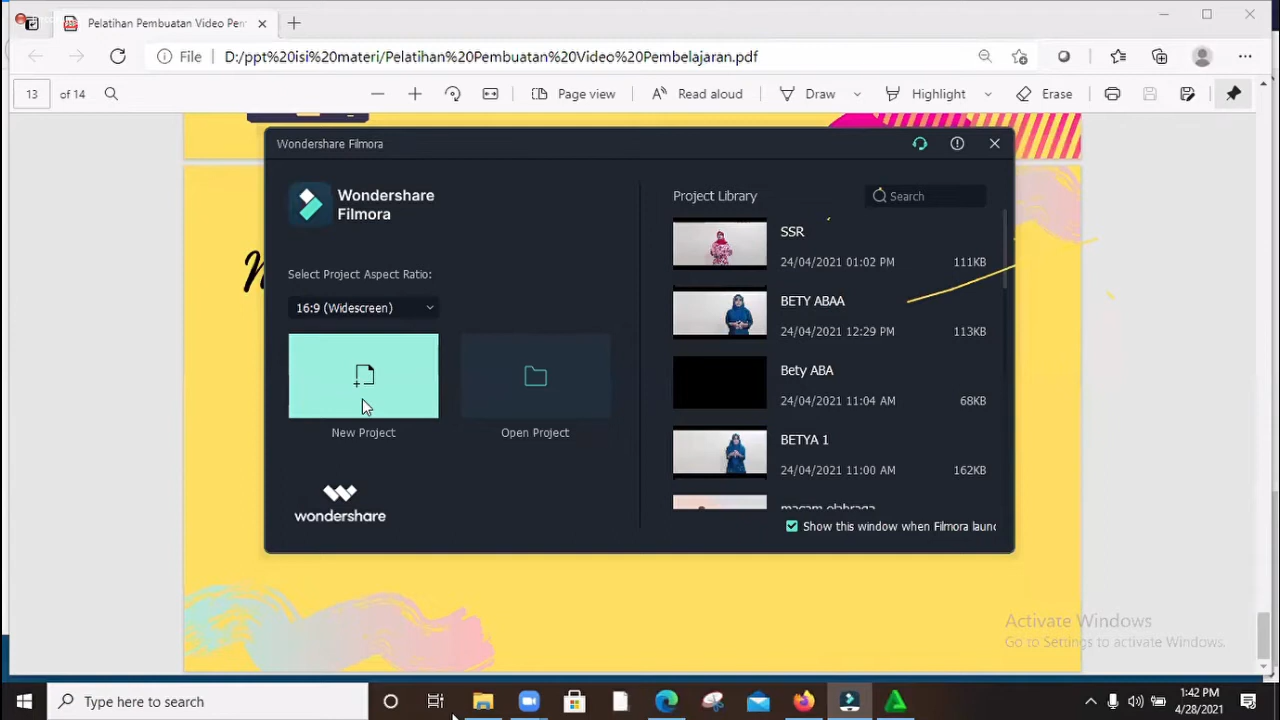 Pelatihan Pembuatan Video Pem
File
D:/ppt%20isi%20materi/Pelatihan%20Pembuatan%20Video%20Pembelajaran.pdf
13 of 14
Page view
Read aloud
Draw
Highlight
Erase
Wondershare Filmora
Wondershare
Filmora
Select Project Aspect Ratio:
16:9 (Widescreen)
New Project
Open Project
wondershare
Project Library
Search
SSR
24/04/2021 01:02 PM 111KB
BETY ABAA
24/04/2021 12:29 PM 113KB
Bety ABA
24/04/2021 11:04 AM 68KB
BETYA 1
24/04/2021 11:00 AM 162KB
macam olahraga
Show this window when Filmora launc
Activate Windows
Go to Settings to activate Windows.
Type here to search
1:42 PM
4/28/2021